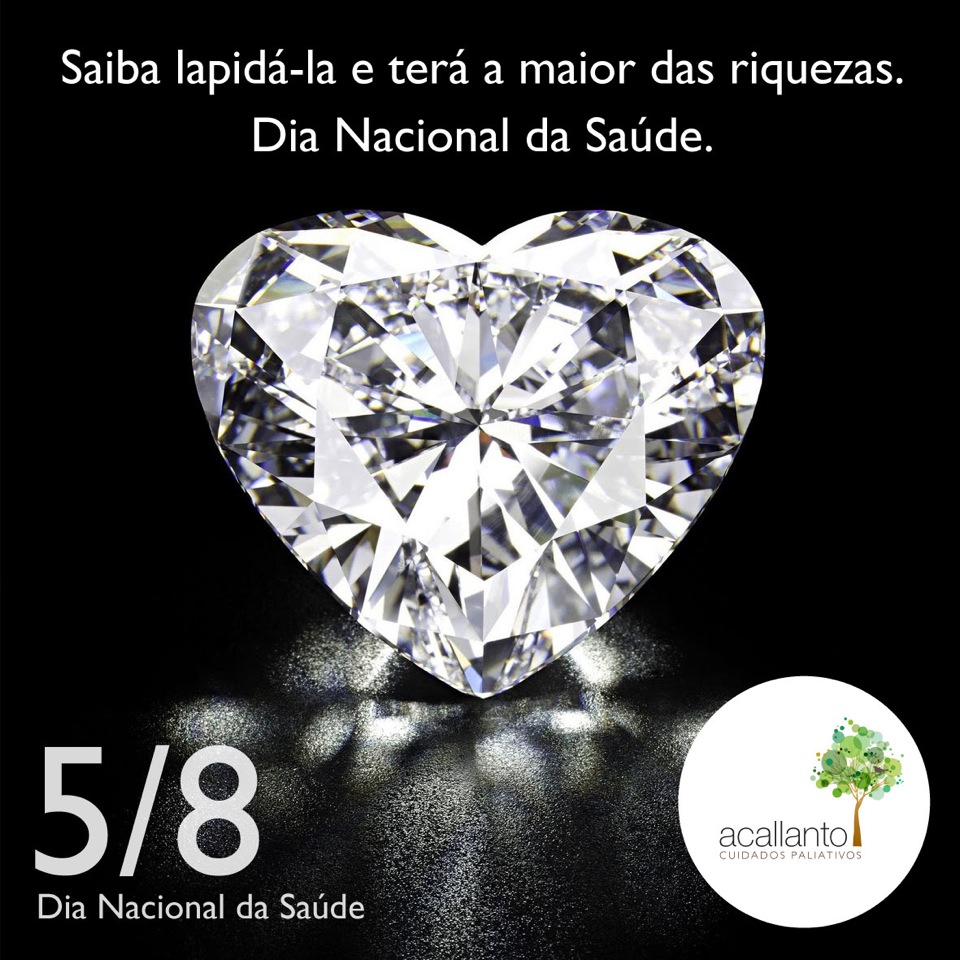 Saiba lapidá-la e terá a maior das riquezas.
Dia Nacional da Saúde.
5/8
Dia Nacional da Saúde
acallanto
CUIDADOS PALIATIVOS